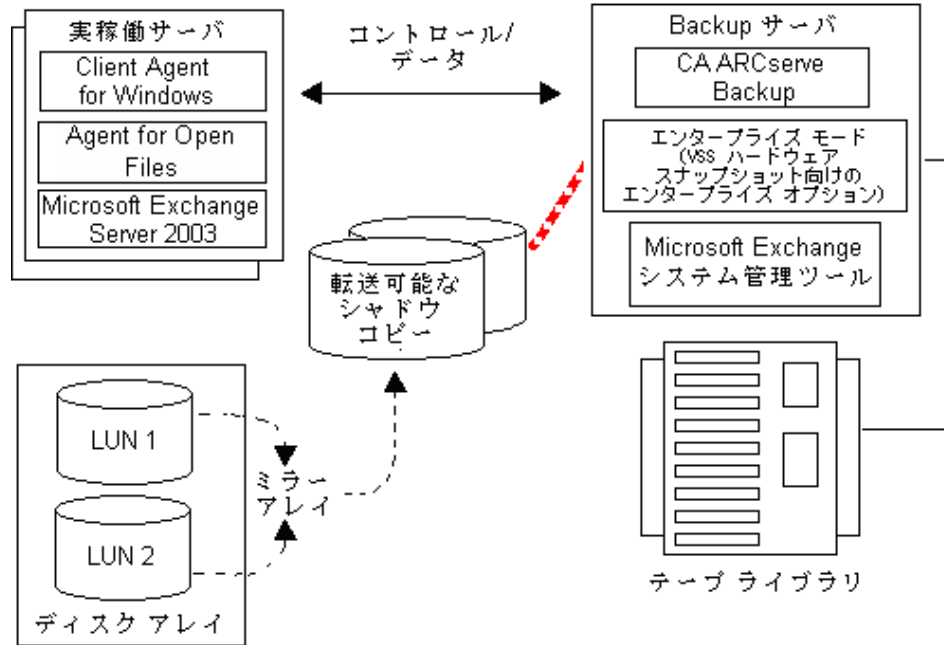 実稼働サーバ
Client Agent
for Windows
Agent for Open
Files
Microsoft Exchange
Server 2003
コントロール/
データ
Backup サーバ
CA ARCserve
Backup
エンタープライズ モード
(VSS ハードウェア
スナップショット向けの
エンタープライズ オプション)
Microsoft Exchange
システム管理ツール
転送可能な
シャドウ
コピー
LUN 1
LUN 2
ミラー
アレイ
ディスク アレイ
テープ ライブラリ